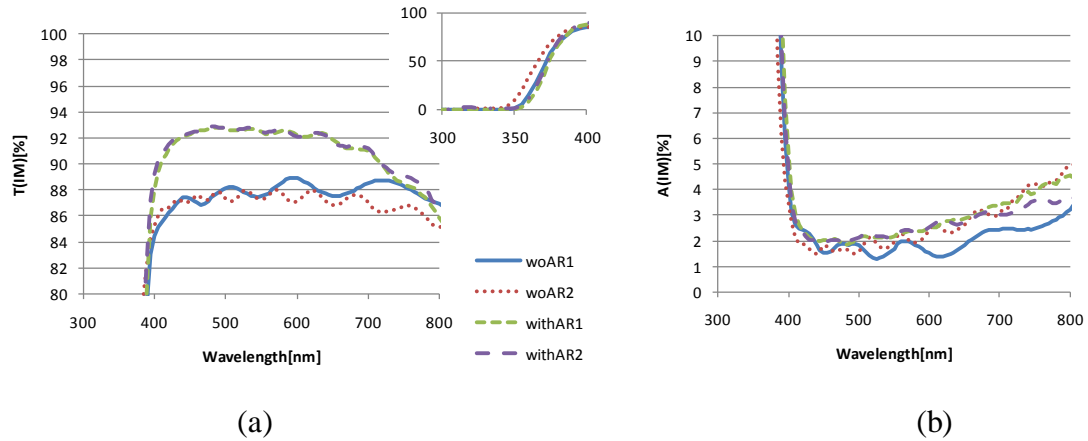 T(IM)[%]
100
98
96
94
92
90
88
86
84
82
80
300 400 500 600 700 800
Wavelength[nm]
100
50
0
300 350 400
woAR1
woAR2
withAR1
withAR2
(a)
A(IM)[%]
10
9
8
7
6
5
4
3
2
1
0
300 400 500 600 700 800
Wavelength[nm]
(b)